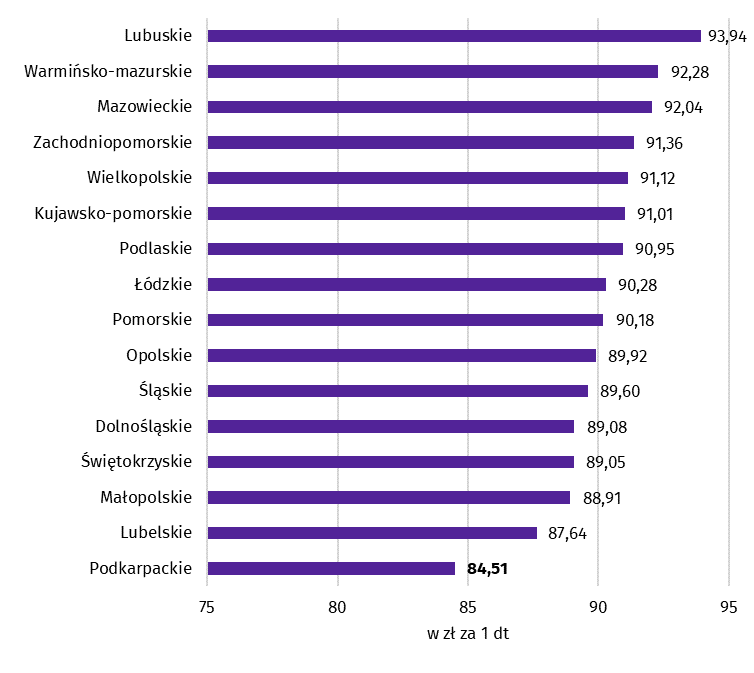 Lubuskie 93,94
Warmińsko-mazurskie 92,28
Mazowieckie 92,04
Zachodniopomorskie 91,36
Wielkopolskie 91,12
Kujawsko-pomorskie 91,01
Podlaskie 90,95
Łódzkie 90,28
Pomorskie 90,18
Opolskie 89,92
Śląskie 89,60
Dolnośląskie 89,08
Świętokrzyskie 89,05
Małopolskie 88,91
Lubelskie 87,64
Podkarpackie 84,51
75 80 85 90 95
w zł za 1 dt